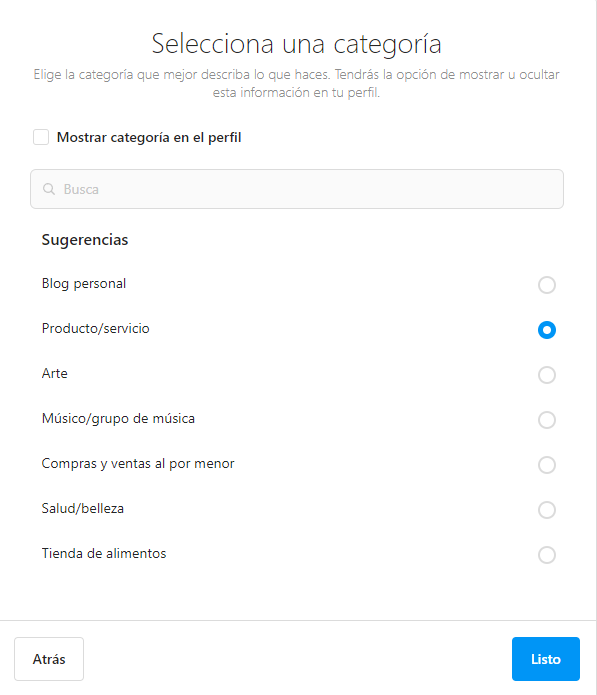 Selecciona una categoría
Elige la categoría que mejor describa lo que haces. Tendrás la opción de mostrar u ocultar
esta información en tu perfil.
Mostrar categoría en el perfil
Busca
Sugerencias
Blog personal
Producto/servicio
Arte
Músico/grupo de música
Compras y ventas al por menor
Salud/belleza
Tienda de alimentos
Atrás
Listo